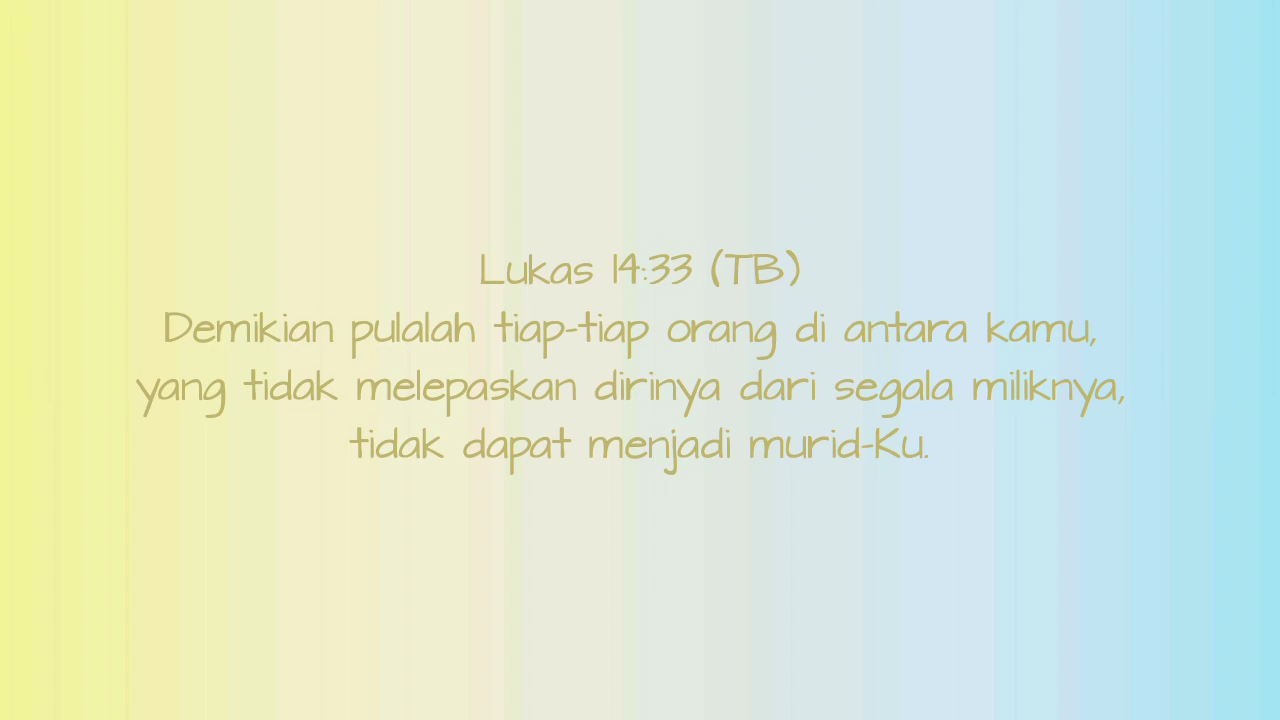 Lukas 14:33 (TB)
Demikian pulalah tiap-tiap orang di antara kamu,
yang tidak melepaskan dirinya dari segala miliknya,
tidak dapat menjadi murid-Ku.